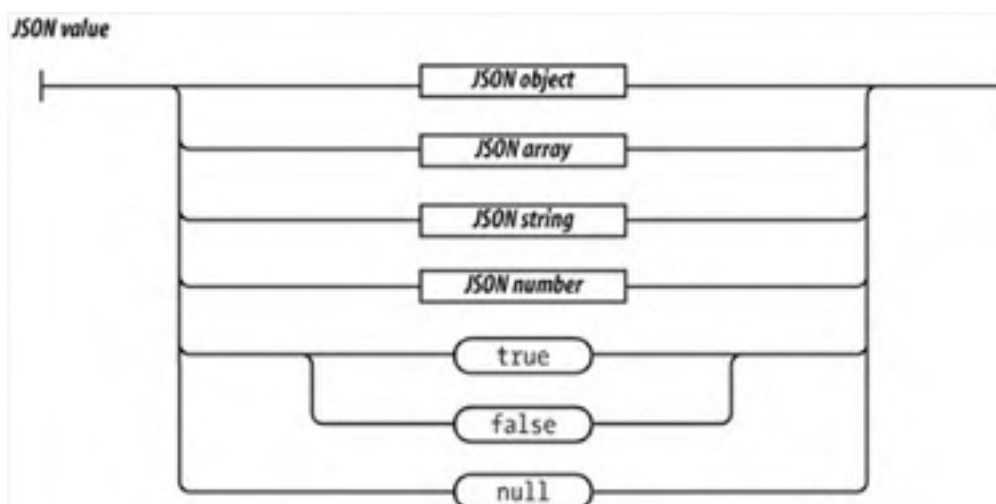 JSON value
JSON object
JSON array
JSON string
JSON number
true
false
null